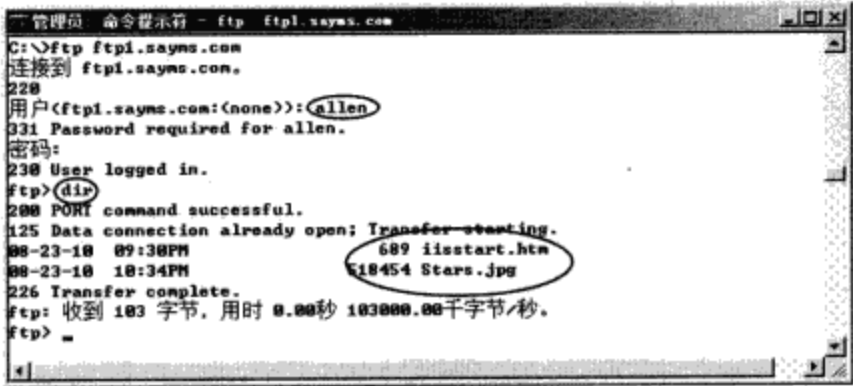 管理员: 命令提示符 - ftp ftp1.sayms.com
C:\>ftp ftp1.sayms.com
连接到 ftp1.sayms.com。
220
用户(ftp1.sayms.com:(none)):allen
331 Password required for allen.
密码:
230 User logged in.
ftp>dir
200 PORT command successful.
125 Data connection already open; Transfer starting.
08-23-10 09:30PM 689 iisstart.htm
08-23-10 10:34PM 518454 Stars.jpg
226 Transfer complete.
ftp: 收到 103 字节，用时 0.00秒 103000.00千字节/秒。
ftp>